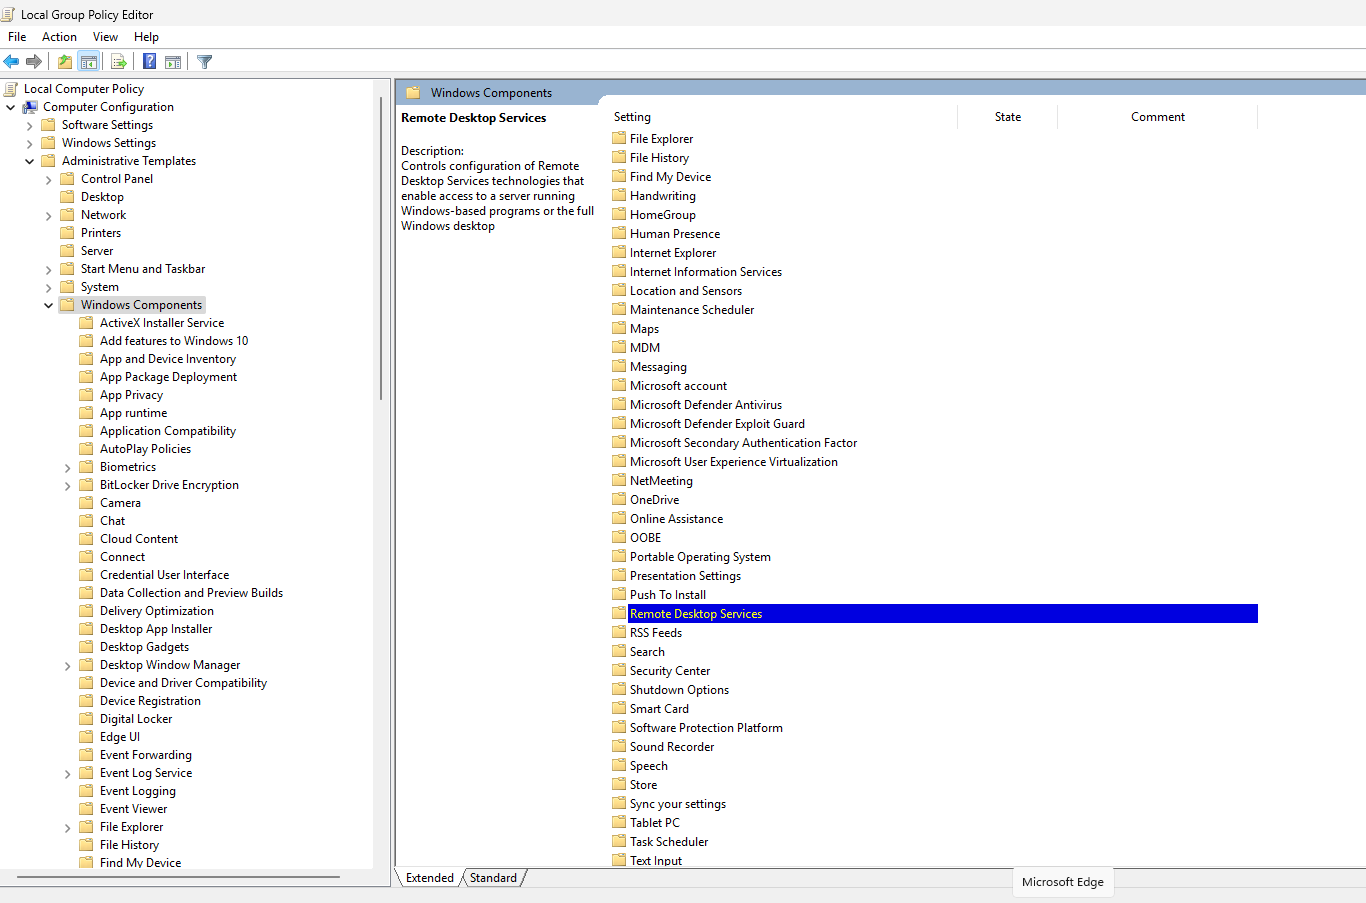 Local Group Policy Editor
File Action View Help
Local Computer Policy
Computer Configuration
Software Settings
Windows Settings
Administrative Templates
Control Panel
Desktop
Network
Printers
Server
Start Menu and Taskbar
System
Windows Components
ActiveX Installer Service
Add features to Windows 10
App and Device Inventory
App Package Deployment
App Privacy
App runtime
Application Compatibility
AutoPlay Policies
Biometrics
BitLocker Drive Encryption
Camera
Chat
Cloud Content
Connect
Credential User Interface
Data Collection and Preview Builds
Delivery Optimization
Desktop App Installer
Desktop Gadgets
Desktop Window Manager
Device and Driver Compatibility
Device Registration
Digital Locker
Edge UI
Event Forwarding
Event Log Service
Event Logging
Event Viewer
File Explorer
File History
Find My Device
Windows Components
Remote Desktop Services
Description:
Controls configuration of Remote
Desktop Services technologies that
enable access to a server running
Windows-based programs or the full
Windows desktop
Setting State Comment
File Explorer
File History
Find My Device
Handwriting
HomeGroup
Human Presence
Internet Explorer
Internet Information Services
Location and Sensors
Maintenance Scheduler
Maps
MDM
Messaging
Microsoft account
Microsoft Defender Antivirus
Microsoft Defender Exploit Guard
Microsoft Secondary Authentication Factor
Microsoft User Experience Virtualization
NetMeeting
OneDrive
Online Assistance
OOBE
Portable Operating System
Presentation Settings
Push To Install
Remote Desktop Services
RSS Feeds
Search
Security Center
Shutdown Options
Smart Card
Software Protection Platform
Sound Recorder
Speech
Store
Sync your settings
Tablet PC
Task Scheduler
Text Input
Extended Standard
Microsoft Edge